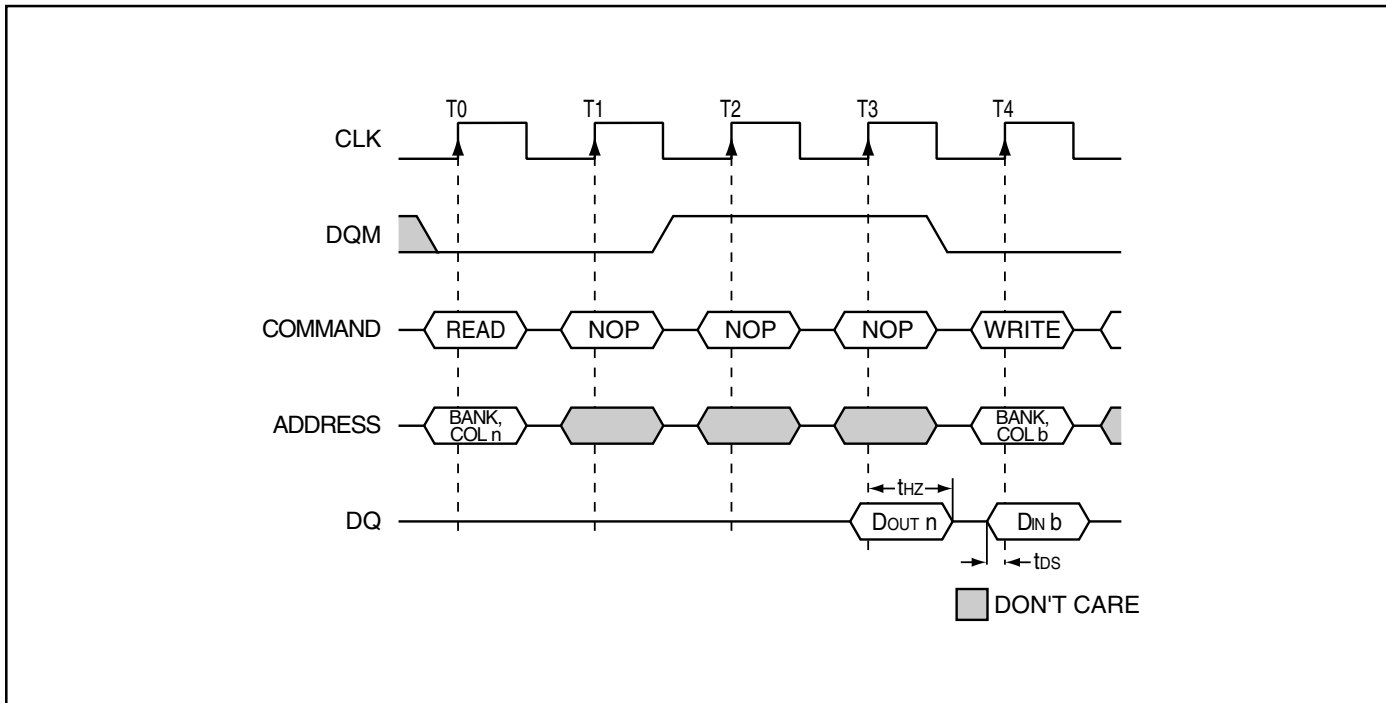 T0 T1 T2 T3 T4
CLK
DQM
COMMAND READ NOP NOP NOP WRITE
ADDRESS BANK, COL n BANK, COL b
tHZ
DQ DOUT n DIN b
tDS
DON'T CARE